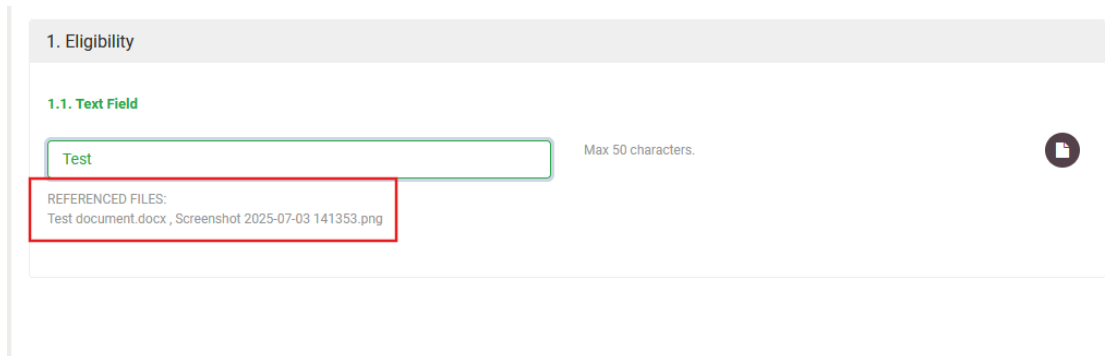 1. Eligibility
1.1. Text Field
Test
Max 50 characters.
REFERENCED FILES:
Test document.docx , Screenshot 2025-07-03 141353.png